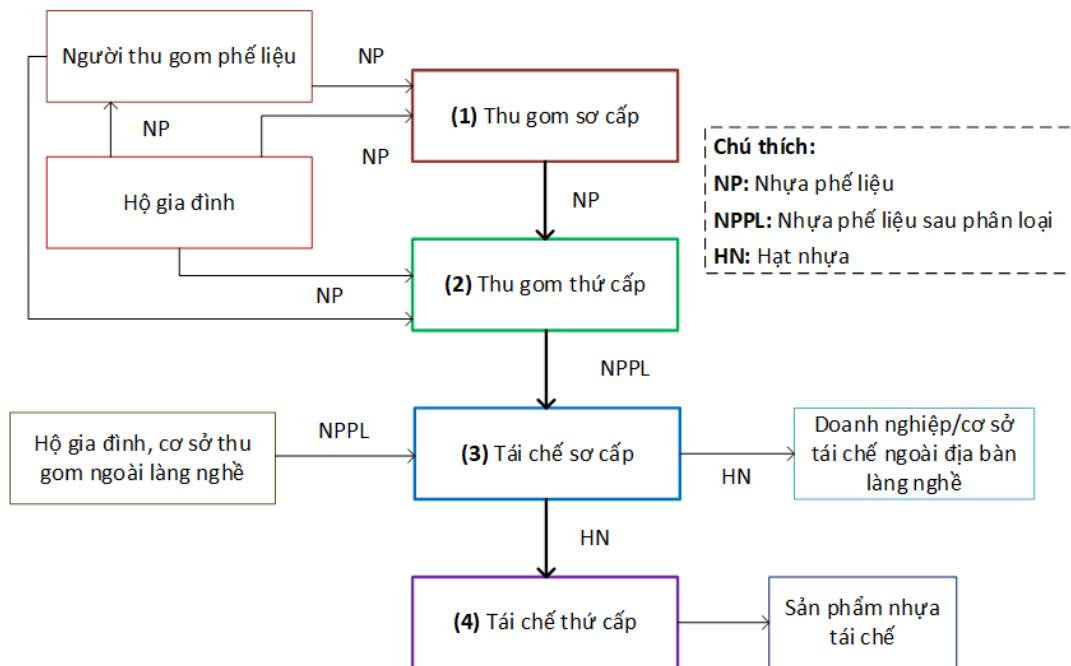 Người thu gom phế liệu
NP
(1) Thu gom sơ cấp
NP
NP
Hộ gia đình
NP
Chú thích:
NP: Nhựa phế liệu
NPPL: Nhựa phế liệu sau phân loại
HN: Hạt nhựa
(2) Thu gom thứ cấp
NP
NPPL
Hộ gia đình, cơ sở thu
gom ngoài làng nghề
NPPL
(3) Tái chế sơ cấp
HN
Doanh nghiệp/cơ sở
tái chế ngoài địa bàn
làng nghề
HN
(4) Tái chế thứ cấp
Sản phẩm nhựa
tái chế